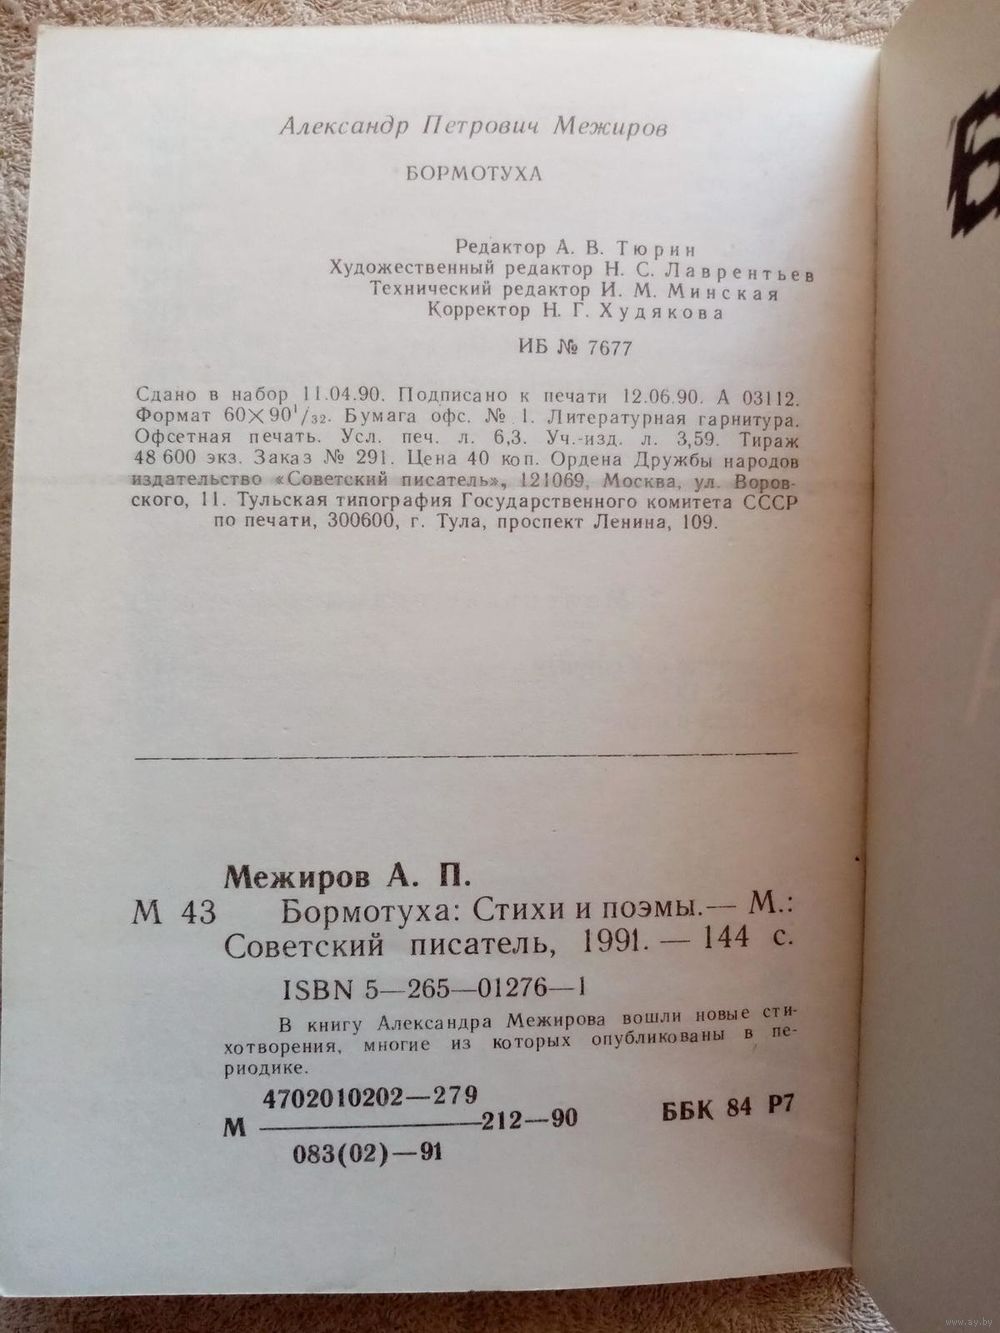 Александр Петрович Межиров
БОРМОТУХА
Редактор А. В. Тюрин
Художественный редактор Н. С. Лаврентьев
Технический редактор И. М. Минская
Корректор Н. Г. Худякова
ИБ № 7677
Сдано в набор 11.04.90. Подписано к печати 12.06.90. А 03112.
Формат 60×90¹/₃₂. Бумага офс. № 1. Литературная гарнитура.
Офсетная печать. Усл. печ. л. 6,3. Уч.-изд. л. 3,59. Тираж
48 600 экз. Заказ № 291. Цена 40 коп. Ордена Дружбы народов
издательство «Советский писатель», 121069, Москва, ул. Воров-
ского, 11. Тульская типография Государственного комитета СССР
по печати, 300600, г. Тула, проспект Ленина, 109.
Межиров А. П.
М 43 Бормотуха: Стихи и поэмы.— М.:
Советский писатель, 1991. — 144 с.
ISBN 5—265—01276—1
В книгу Александра Межирова вошли новые сти-
хотворения, многие из которых опубликованы в пе-
риодике.
4702010202—279
М ————212—90 ББК 84 Р7
083(02)—91
Б
www.ay.by